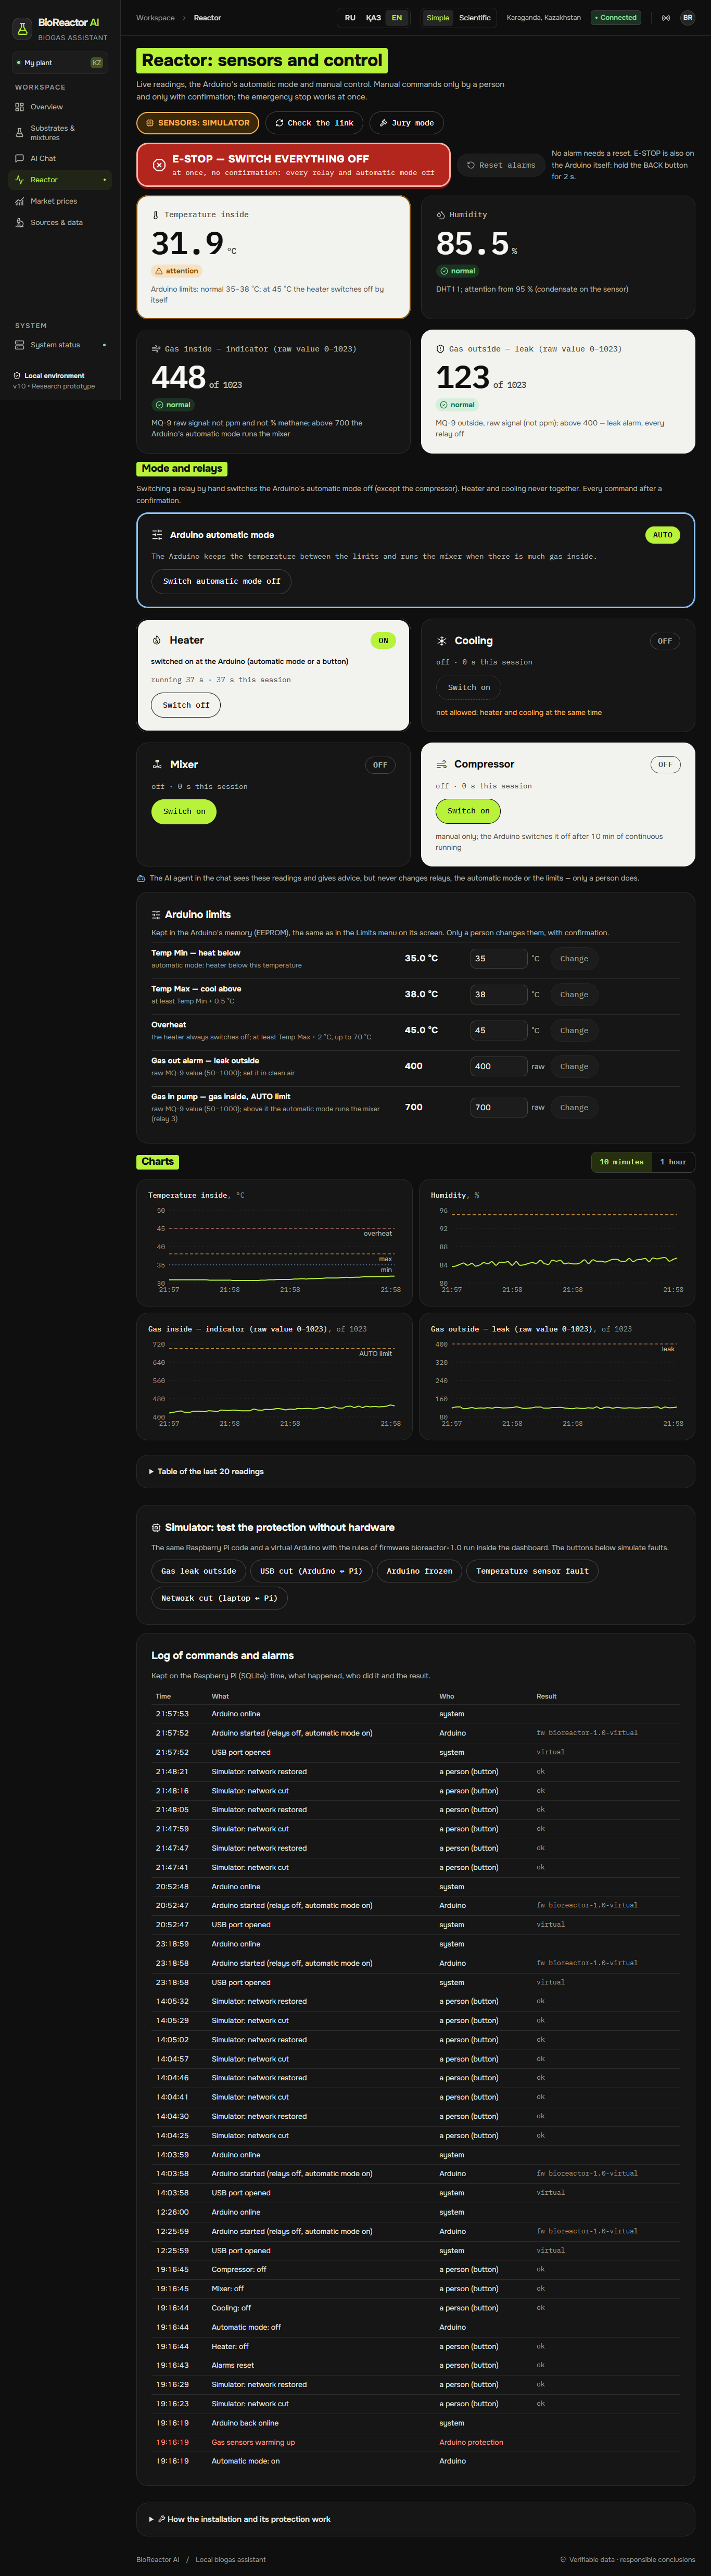 BioReactor AI
BIOGAS ASSISTANT
My plant KZ
WORKSPACE
Overview
Substrates &
mixtures
AI Chat
Reactor
Market prices
Sources & data
SYSTEM
System status
Local environment
v10 • Research prototype
Workspace › Reactor
RU ҚАЗ EN
Simple Scientific
Karaganda, Kazakhstan
Connected
BR
Reactor: sensors and control
Live readings, the Arduino's automatic mode and manual control. Manual commands only by a person
and only with confirmation; the emergency stop works at once.
SENSORS: SIMULATOR
Check the link
Jury mode
E-STOP — SWITCH EVERYTHING OFF
at once, no confirmation: every relay and automatic mode off
Reset alarms
No alarm needs a reset. E-STOP is also on
the Arduino itself: hold the BACK button
for 2 s.
Temperature inside
31.9 °C
attention
Arduino limits: normal 35–38 °C; at 45 °C the heater switches off by
itself
Humidity
85.5 %
normal
DHT11; attention from 95 % (condensate on the sensor)
Gas inside — indicator (raw value 0–1023)
448 of 1023
normal
MQ-9 raw signal: not ppm and not % methane; above 700 the
Arduino's automatic mode runs the mixer
Gas outside — leak (raw value 0–1023)
123 of 1023
normal
MQ-9 outside, raw signal (not ppm); above 400 — leak alarm, every
relay off
Mode and relays
Switching a relay by hand switches the Arduino's automatic mode off (except the compressor). Heater and cooling never together. Every command after a
confirmation.
Arduino automatic mode
AUTO
The Arduino keeps the temperature between the limits and runs the mixer when there is much gas inside.
Switch automatic mode off
Heater
ON
switched on at the Arduino (automatic mode or a button)
running 37 s · 37 s this session
Switch off
Cooling
OFF
off · 0 s this session
Switch on
not allowed: heater and cooling at the same time
Mixer
OFF
off · 0 s this session
Switch on
Compressor
OFF
off · 0 s this session
Switch on
manual only; the Arduino switches it off after 10 min of continuous
running
The AI agent in the chat sees these readings and gives advice, but never changes relays, the automatic mode or the limits — only a person does.
Arduino limits
Kept in the Arduino's memory (EEPROM), the same as in the Limits menu on its screen. Only a person changes them, with confirmation.
Temp Min — heat below
automatic mode: heater below this temperature
35.0 °C
35 °C Change
Temp Max — cool above
at least Temp Min + 0.5 °C
38.0 °C
38 °C Change
Overheat
the heater always switches off; at least Temp Max + 2 °C, up to 70 °C
45.0 °C
45 °C Change
Gas out alarm — leak outside
raw MQ-9 value (50–1000); set it in clean air
400
400 raw Change
Gas in pump — gas inside, AUTO limit
raw MQ-9 value (50–1000); above it the automatic mode runs the mixer
(relay 3)
700
700 raw Change
Charts
10 minutes 1 hour
Temperature inside, °C
50
45
40
35
30
overheat
max
min
21:57 21:58 21:58 21:58
Humidity, %
96
92
88
84
80
21:57 21:58 21:58 21:58
Gas inside — indicator (raw value 0–1023), of 1023
720
640
560
480
400
AUTO limit
21:57 21:58 21:58 21:58
Gas outside — leak (raw value 0–1023), of 1023
400
320
240
160
80
leak
21:57 21:58 21:58 21:58
Table of the last 20 readings
Simulator: test the protection without hardware
The same Raspberry Pi code and a virtual Arduino with the rules of firmware bioreactor-1.0 run inside the dashboard. The buttons below simulate faults.
Gas leak outside
USB cut (Arduino ↔ Pi)
Arduino frozen
Temperature sensor fault
Network cut (laptop ↔ Pi)
Log of commands and alarms
Kept on the Raspberry Pi (SQLite): time, what happened, who did it and the result.
Time What Who Result
21:57:53 Arduino online system
21:57:52 Arduino started (relays off, automatic mode on) Arduino fw bioreactor-1.0-virtual
21:57:52 USB port opened system virtual
21:48:21 Simulator: network restored a person (button) ok
21:48:16 Simulator: network cut a person (button) ok
21:48:05 Simulator: network restored a person (button) ok
21:47:59 Simulator: network cut a person (button) ok
21:47:47 Simulator: network restored a person (button) ok
21:47:41 Simulator: network cut a person (button) ok
20:52:48 Arduino online system
20:52:47 Arduino started (relays off, automatic mode on) Arduino fw bioreactor-1.0-virtual
20:52:47 USB port opened system virtual
23:18:59 Arduino online system
23:18:58 Arduino started (relays off, automatic mode on) Arduino fw bioreactor-1.0-virtual
23:18:58 USB port opened system virtual
14:05:32 Simulator: network restored a person (button) ok
14:05:29 Simulator: network cut a person (button) ok
14:05:02 Simulator: network restored a person (button) ok
14:04:57 Simulator: network cut a person (button) ok
14:04:46 Simulator: network restored a person (button) ok
14:04:41 Simulator: network cut a person (button) ok
14:04:30 Simulator: network restored a person (button) ok
14:04:25 Simulator: network cut a person (button) ok
14:03:59 Arduino online system
14:03:58 Arduino started (relays off, automatic mode on) Arduino fw bioreactor-1.0-virtual
14:03:58 USB port opened system virtual
12:26:00 Arduino online system
12:25:59 Arduino started (relays off, automatic mode on) Arduino fw bioreactor-1.0-virtual
12:25:59 USB port opened system virtual
19:16:45 Compressor: off a person (button) ok
19:16:45 Mixer: off a person (button) ok
19:16:44 Cooling: off a person (button) ok
19:16:44 Automatic mode: off Arduino
19:16:44 Heater: off a person (button) ok
19:16:43 Alarms reset a person (button) ok
19:16:29 Simulator: network restored a person (button) ok
19:16:23 Simulator: network cut a person (button) ok
19:16:19 Arduino back online system
19:16:19 Gas sensors warming up Arduino protection
19:16:19 Automatic mode: on Arduino
How the installation and its protection work
BioReactor AI / Local biogas assistant
Verifiable data · responsible conclusions